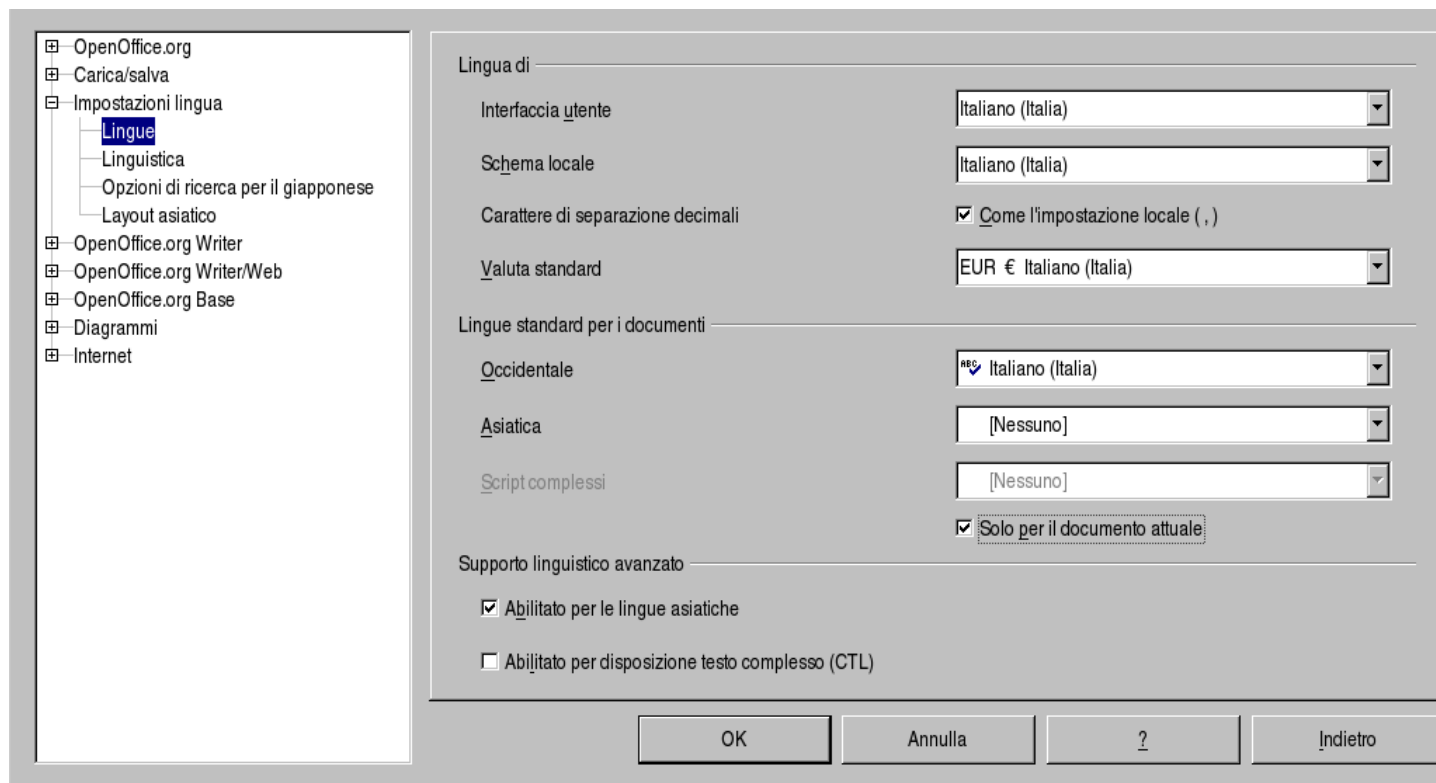 OpenOffice.org
Carica/salva
Impostazioni lingua
Lingue
Linguistica
Opzioni di ricerca per il giapponese
Layout asiatico
OpenOffice.org Writer
OpenOffice.org Writer/Web
OpenOffice.org Base
Diagrammi
Internet
Lingua di
Interfaccia utente Italiano (Italia)
Schema locale Italiano (Italia)
Carattere di separazione decimali Come l'impostazione locale ( , )
Valuta standard EUR € Italiano (Italia)
Lingue standard per i documenti
Occidentale ABC Italiano (Italia)
Asiatica [Nessuno]
Script complessi [Nessuno]
Solo per il documento attuale
Supporto linguistico avanzato
Abilitato per le lingue asiatiche
Abilitato per disposizione testo complesso (CTL)
OK Annulla ? Indietro